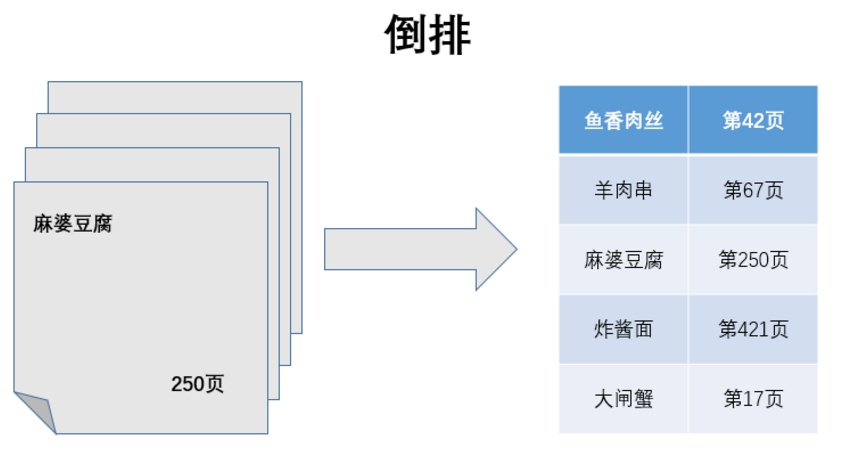 倒排
麻婆豆腐
250页
鱼香肉丝 第42页
羊肉串 第67页
麻婆豆腐 第250页
炸酱面 第421页
大闸蟹 第17页